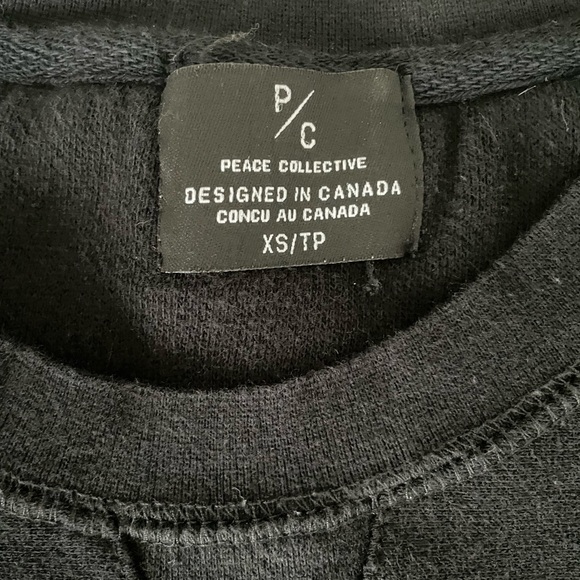 P/C
PEACE COLLECTIVE
DESIGNED IN CANADA
CONCU AU CANADA
XS/TP